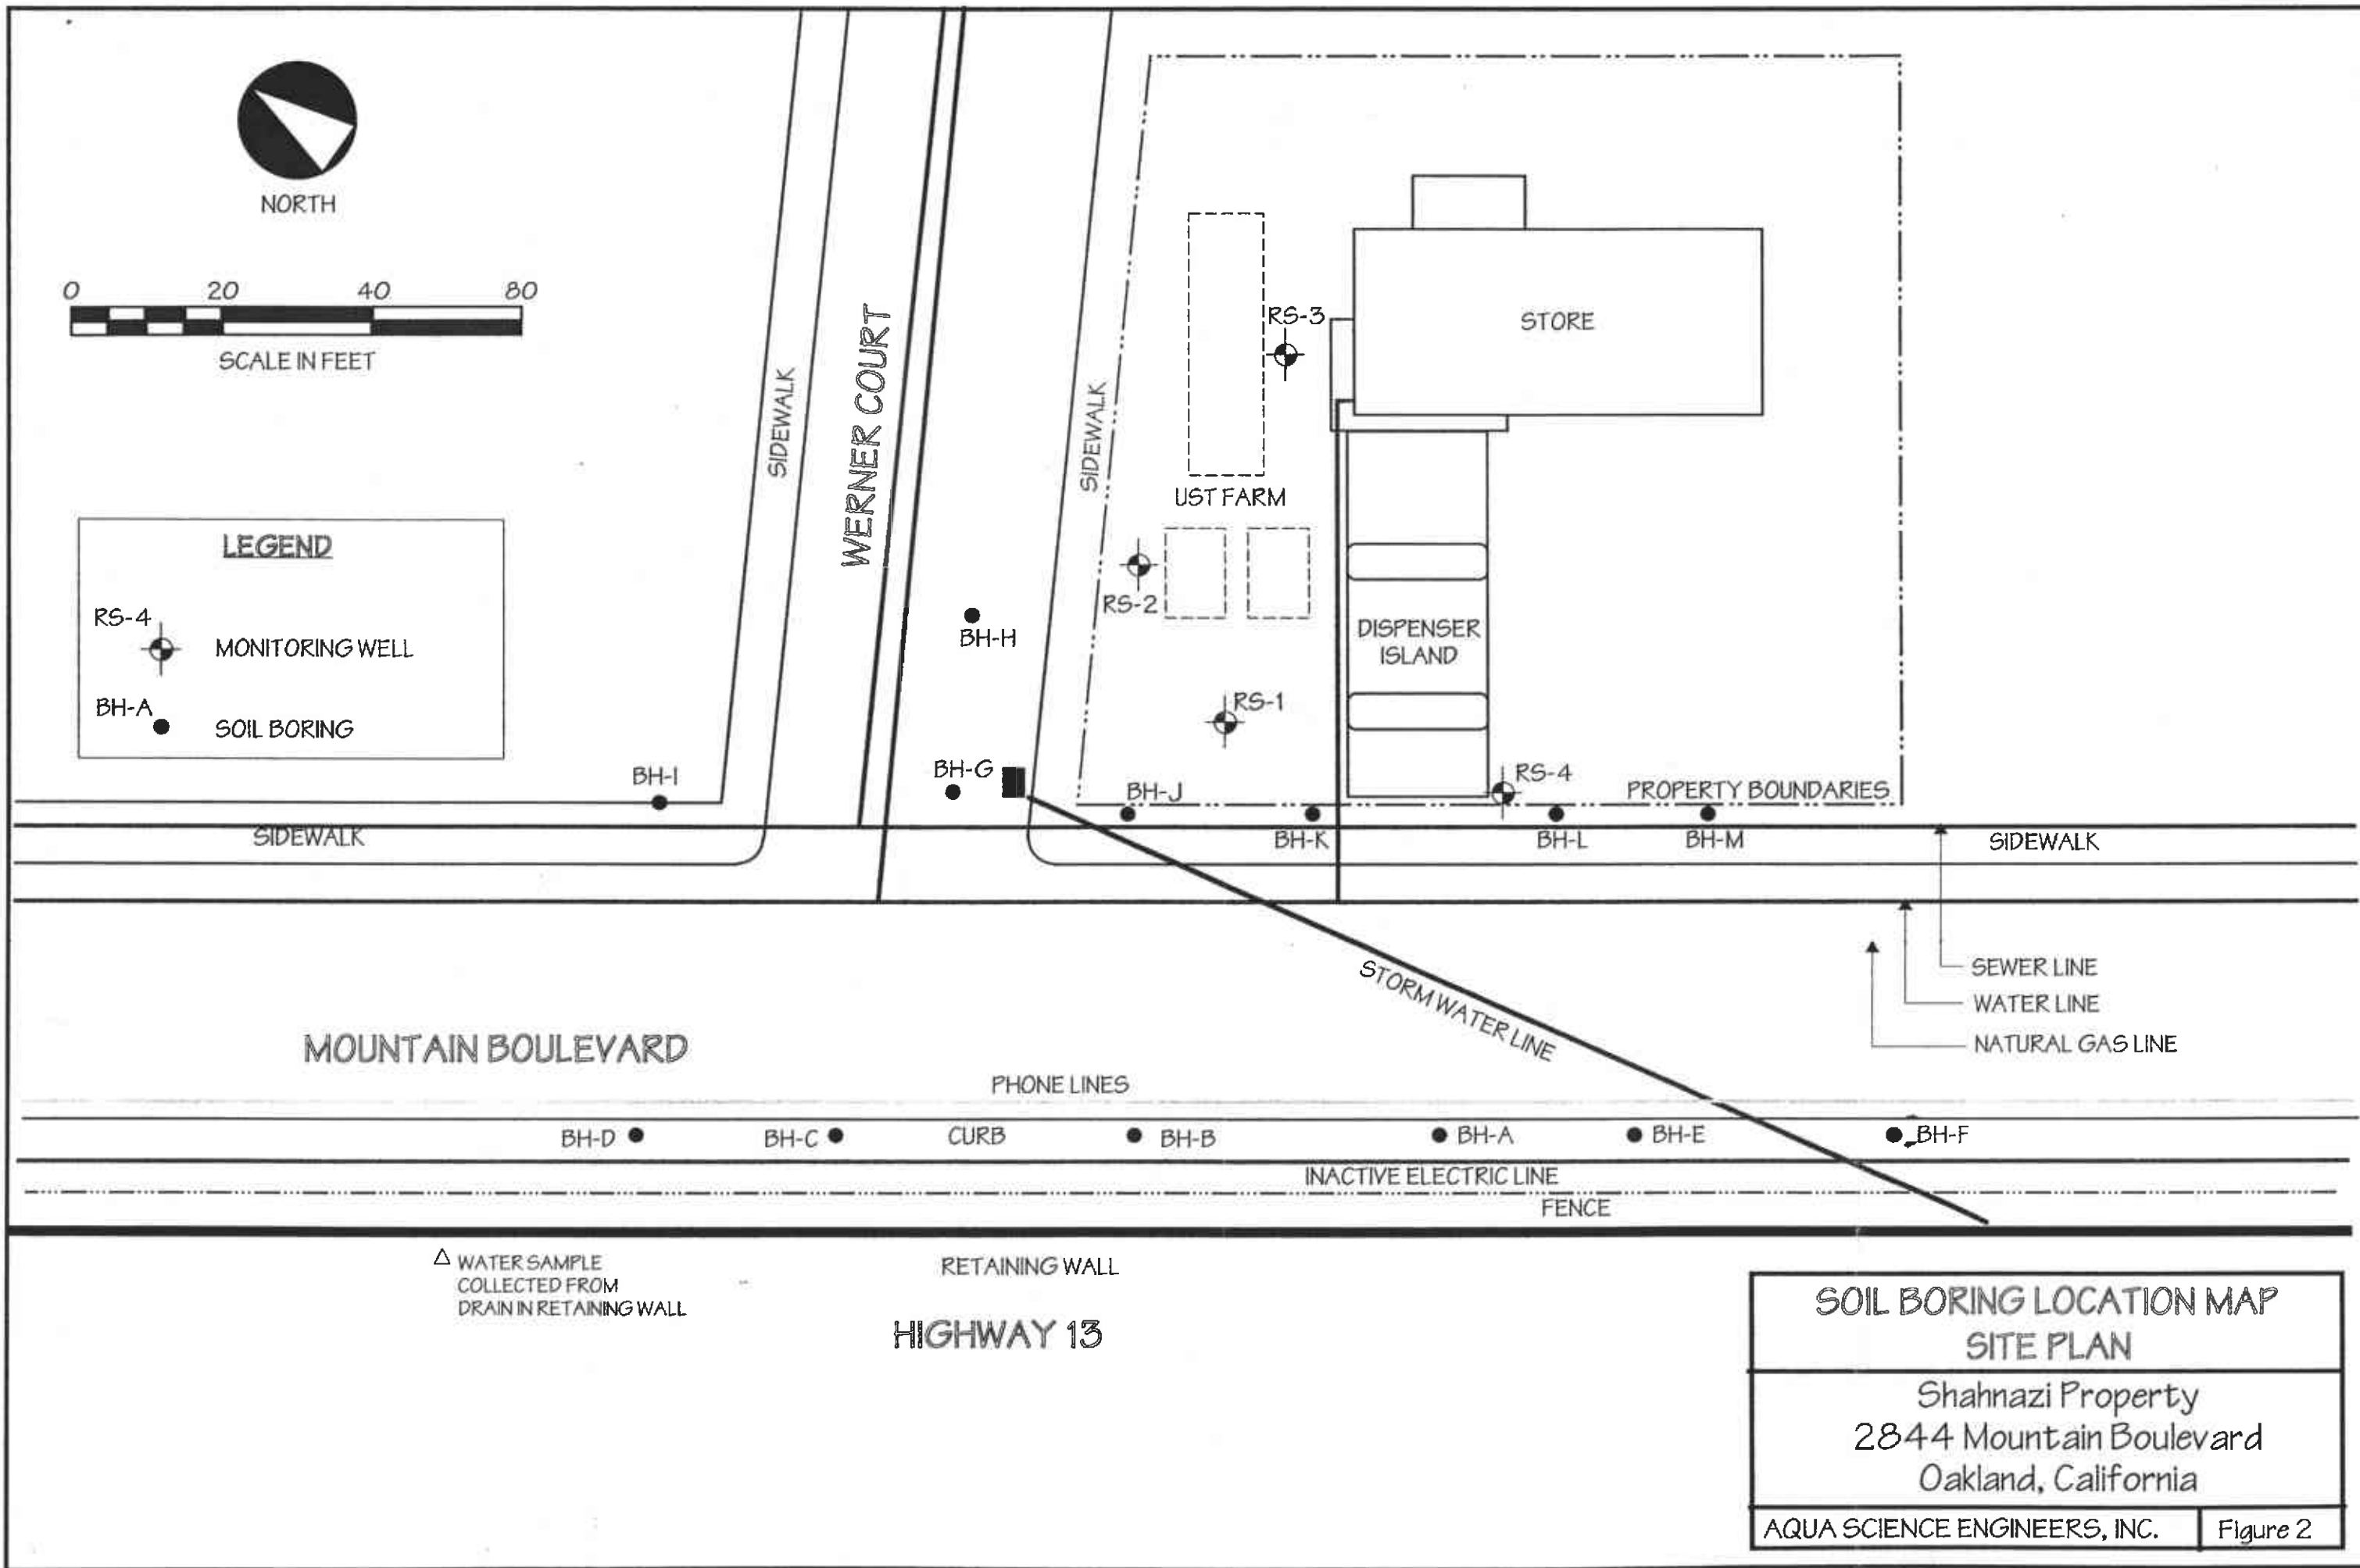 NORTH
0 20 40 80
SCALE IN FEET
LEGEND
RS-4
MONITORING WELL
BH-A
SOIL BORING
SIDEWALK
WERNER COURT
SIDEWALK
RS-3
STORE
UST FARM
RS-2
BH-H
DISPENSER
ISLAND
RS-1
BH-I
BH-G
BH-J
RS-4
PROPERTY BOUNDARIES
SIDEWALK
BH-K
BH-L
BH-M
SIDEWALK
SEWER LINE
WATER LINE
NATURAL GAS LINE
STORM WATER LINE
MOUNTAIN BOULEVARD
PHONE LINES
BH-D
BH-C
CURB
BH-B
BH-A
BH-E
BH-F
INACTIVE ELECTRIC LINE
FENCE
WATER SAMPLE
COLLECTED FROM
DRAIN IN RETAINING WALL
RETAINING WALL
HIGHWAY 13
SOIL BORING LOCATION MAP
SITE PLAN
Shahnazi Property
2844 Mountain Boulevard
Oakland, California
AQUA SCIENCE ENGINEERS, INC.
Figure 2